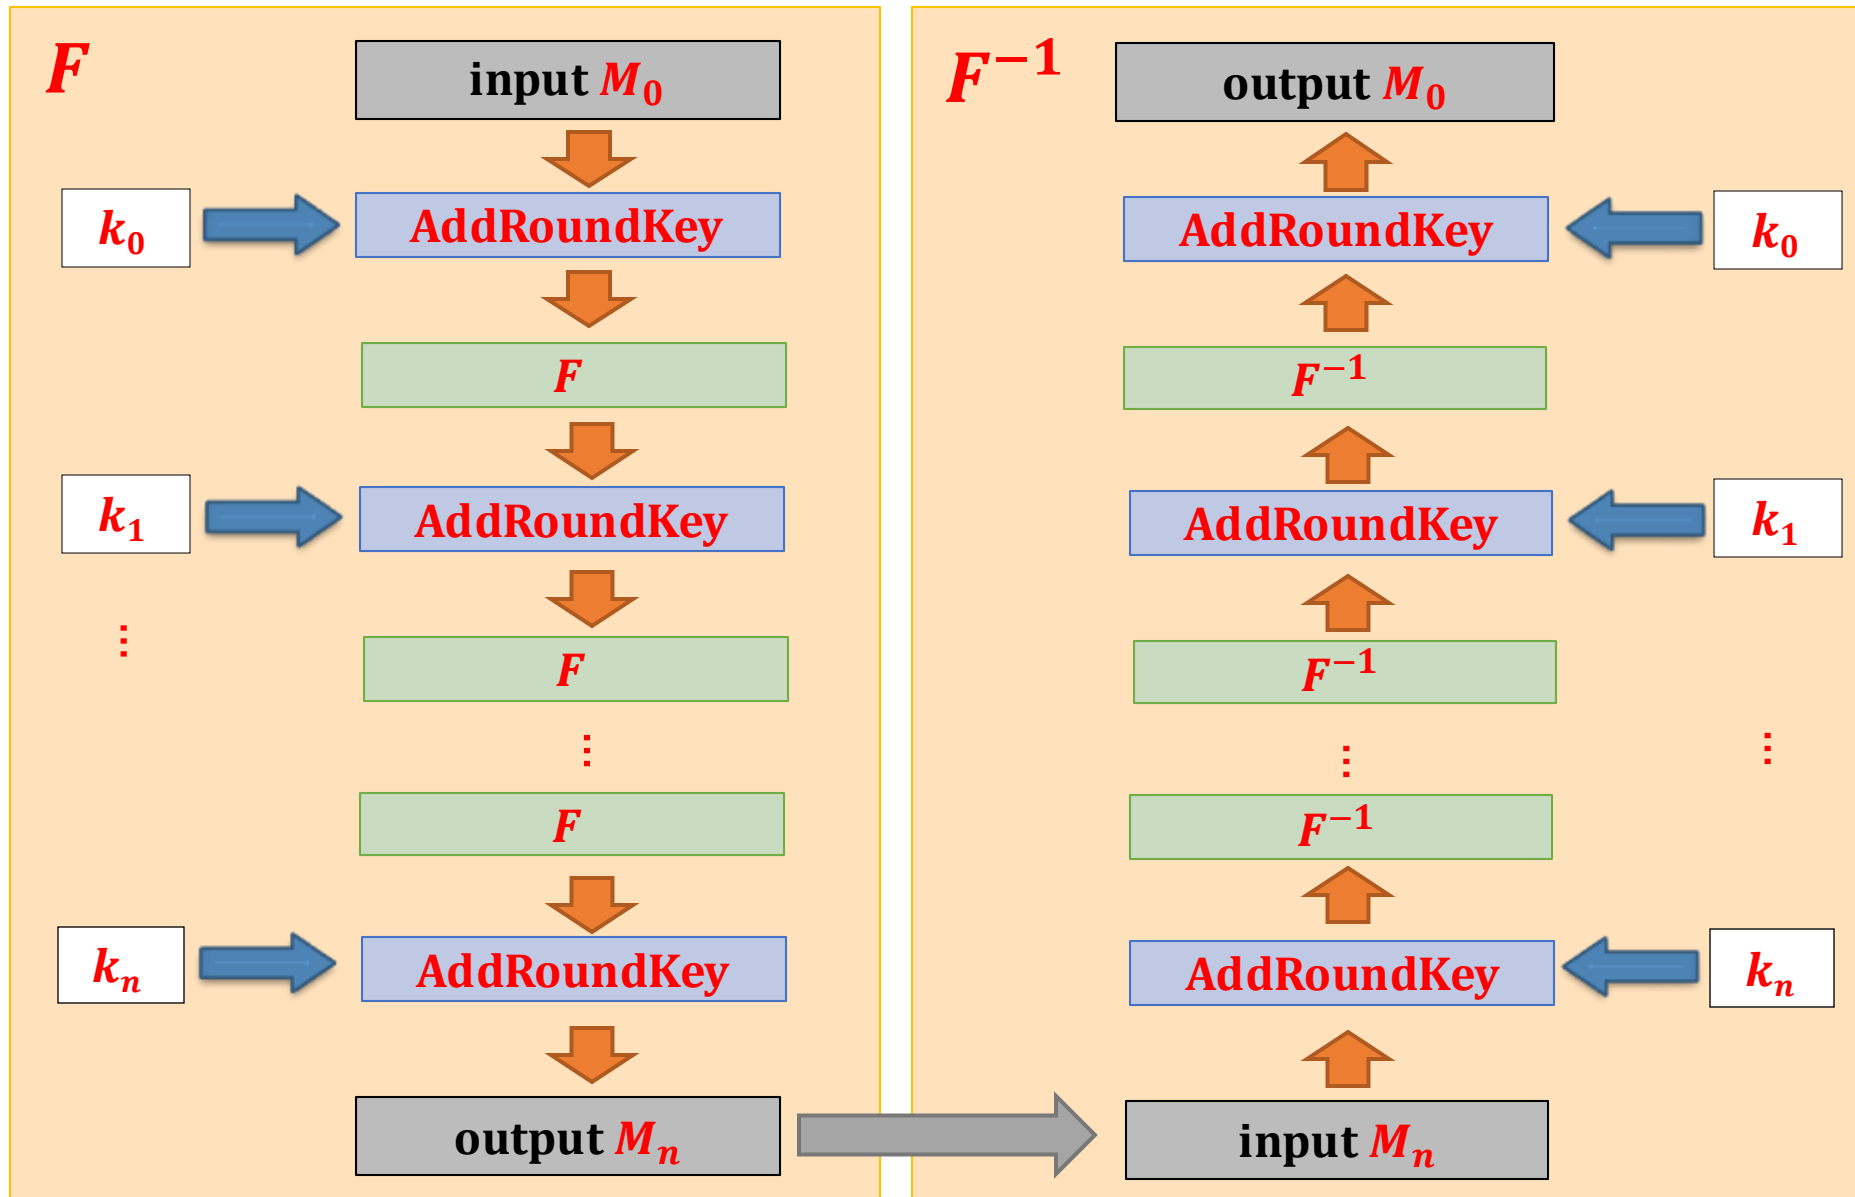 F
input M₀
k₀
AddRoundKey
F
k₁
AddRoundKey
⋮
F
⋮
F
kₙ
AddRoundKey
output Mₙ
F⁻¹
output M₀
AddRoundKey
k₀
F⁻¹
AddRoundKey
k₁
F⁻¹
⋮
⋮
F⁻¹
AddRoundKey
kₙ
input Mₙ